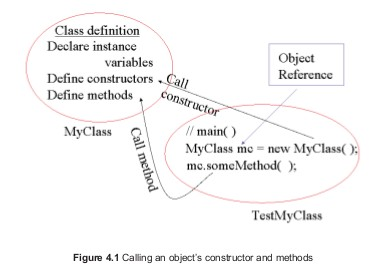 Class definition
Declare instance
variables
Define constructors
Define methods
MyClass
Call
constructor
Call method
Object
Reference
// main( )
MyClass mc = new MyClass( );
mc.someMethod( );
TestMyClass
Figure 4.1 Calling an object's constructor and methods